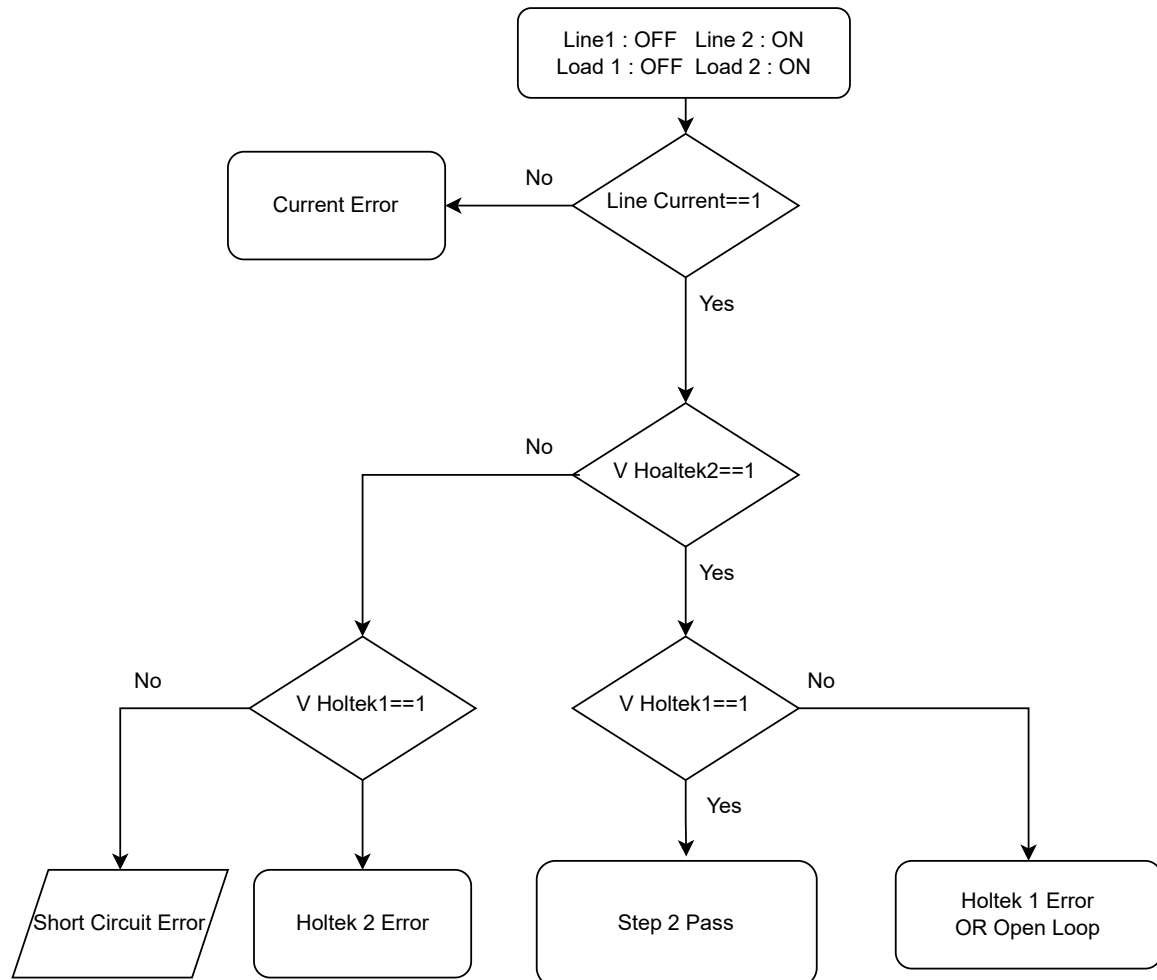 Line1 : OFF Line 2 : ON
Load 1 : OFF Load 2 : ON
No
Line Current==1
Current Error
Yes
No
V Hoaltek2==1
Yes
No
V Holtek1==1
V Holtek1==1
No
Yes
Short Circuit Error
Holtek 2 Error
Step 2 Pass
Holtek 1 Error
OR Open Loop